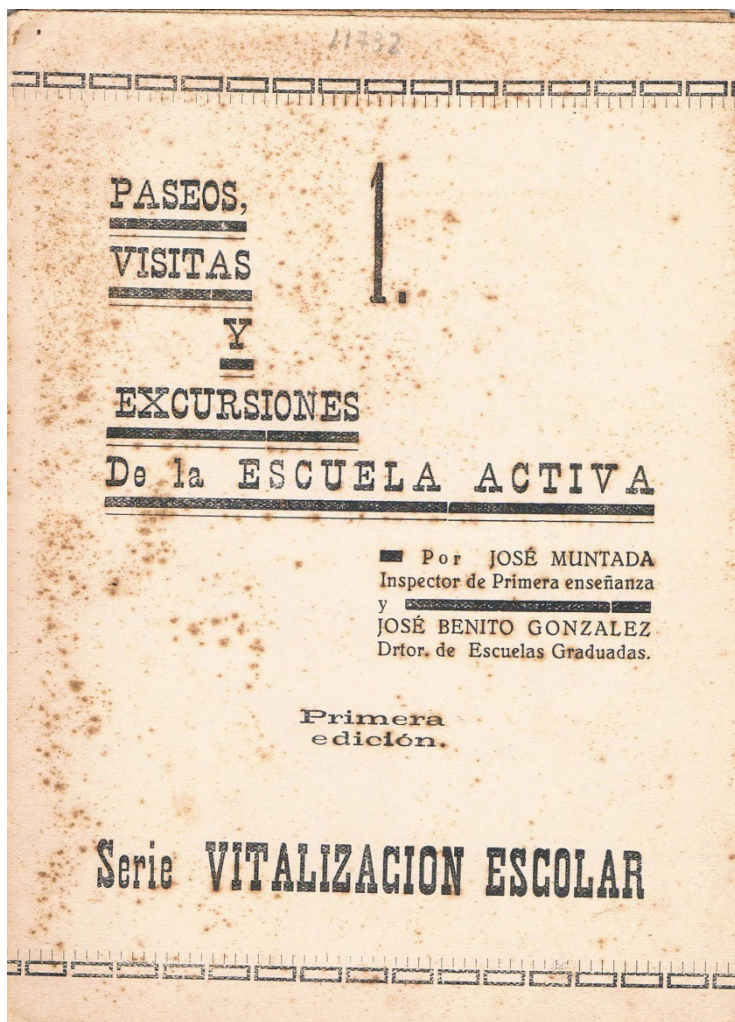 11732
PASEOS,
1.
VISITAS
Y
EXCURSIONES
De la ESCUELA ACTIVA
Por JOSÉ MUNTADA
Inspector de Primera enseñanza
y
JOSÉ BENITO GONZALEZ
Drtor. de Escuelas Graduadas.
Primera
edición.
Serie VITALIZACION ESCOLAR